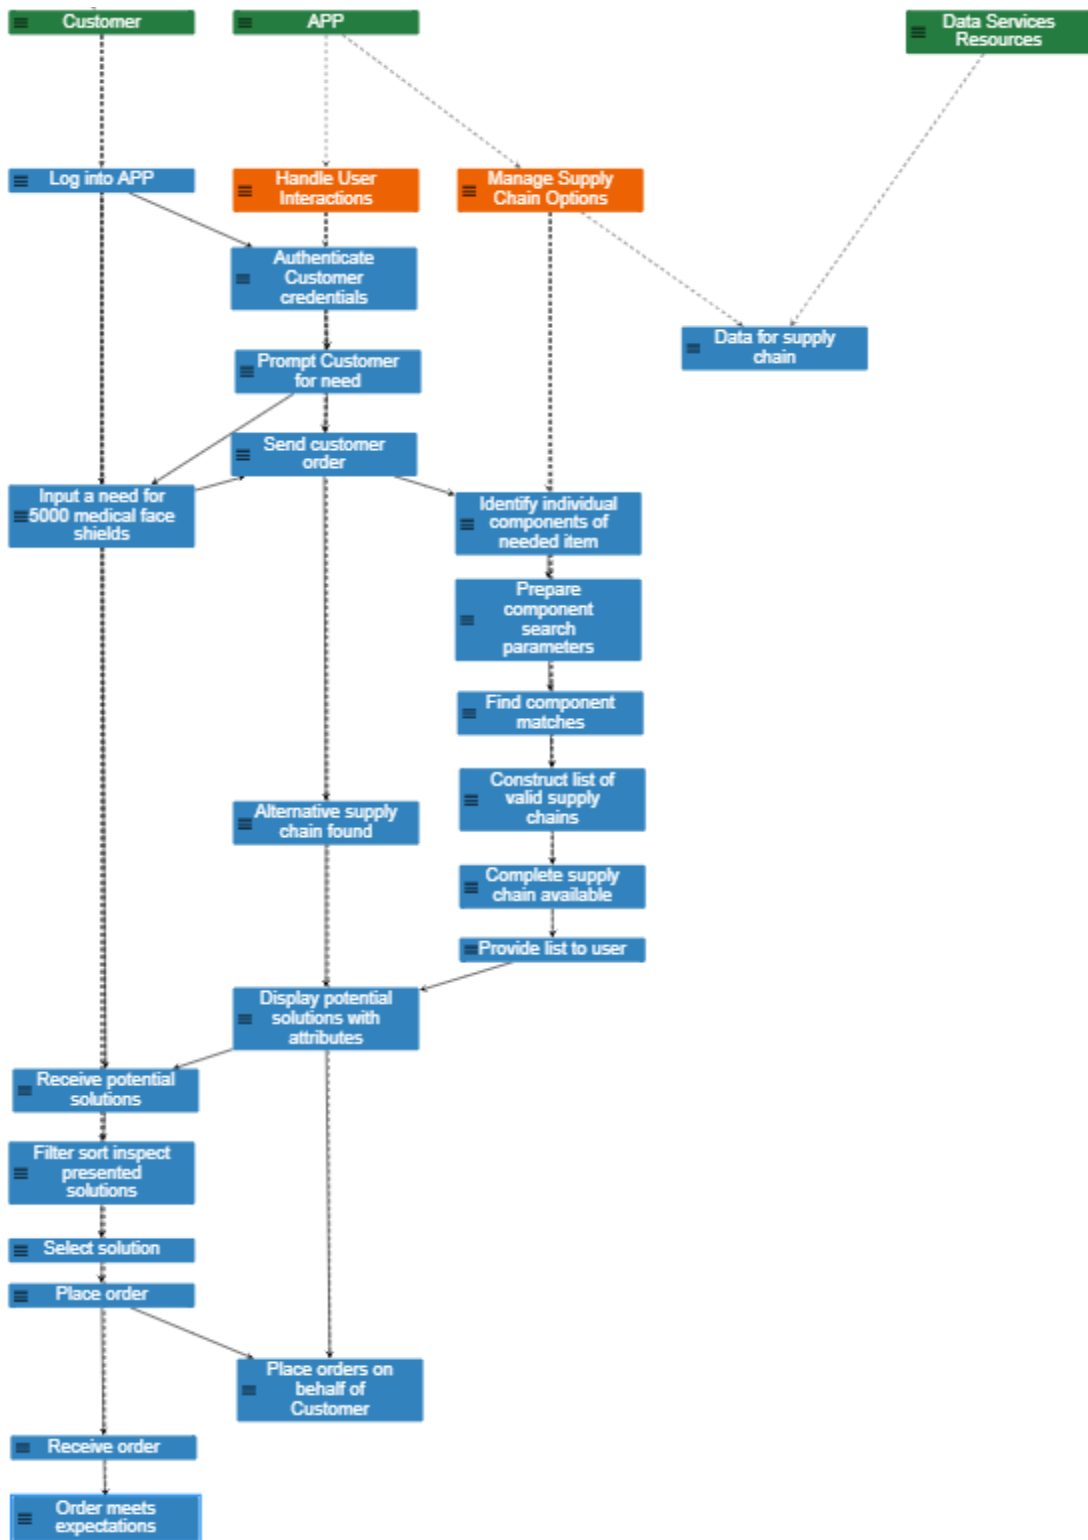 Customer
APP
Data Services
Resources
Log into APP
Handle User
Interactions
Manage Supply
Chain Options
Authenticate
Customer
credentials
Data for supply
chain
Prompt Customer
for need
Send customer
order
Input a need for
5000 medical face
shields
Identify individual
components of
needed item
Prepare
component
search
parameters
Find component
matches
Construct list of
valid supply
chains
Alternative supply
chain found
Complete supply
chain available
Provide list to user
Display potential
solutions with
attributes
Receive potential
solutions
Filter sort inspect
presented
solutions
Select solution
Place order
Place orders on
behalf of
Customer
Receive order
Order meets
expectations